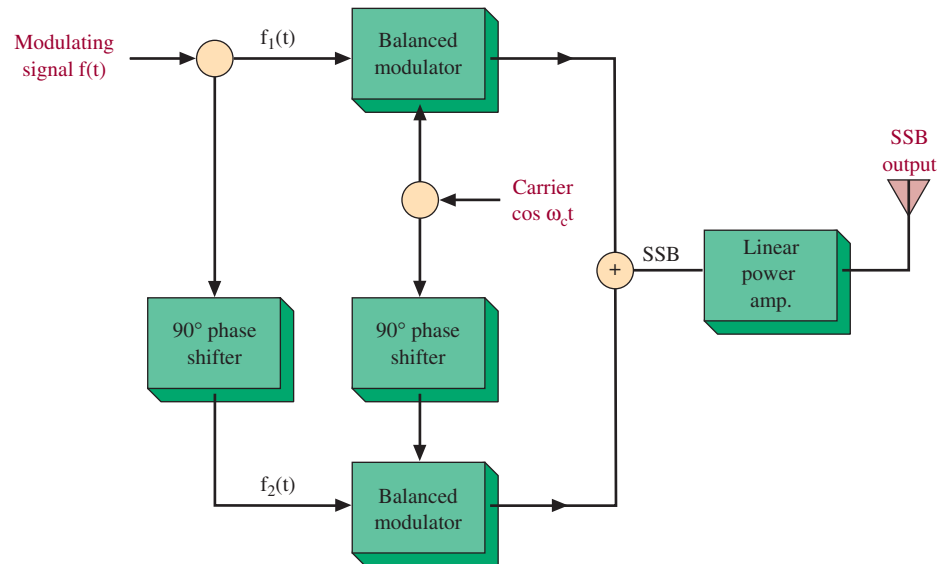 Modulating
signal f(t)
f₁(t)
Balanced
modulator
Carrier
cos ω_c t
SSB
output
+
SSB
Linear
power
amp.
90° phase
shifter
90° phase
shifter
f₂(t)
Balanced
modulator